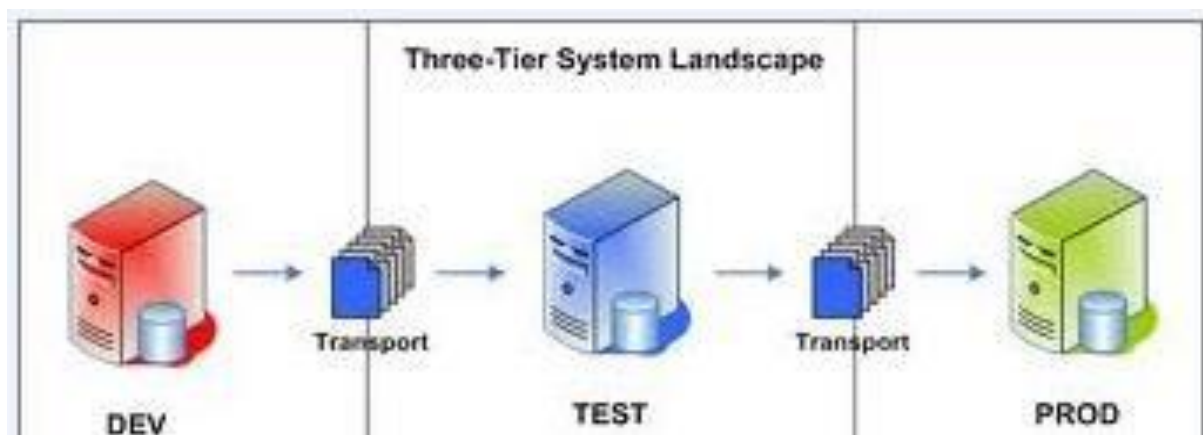 Three-Tier System Landscape
Transport
Transport
DEV
TEST
PROD